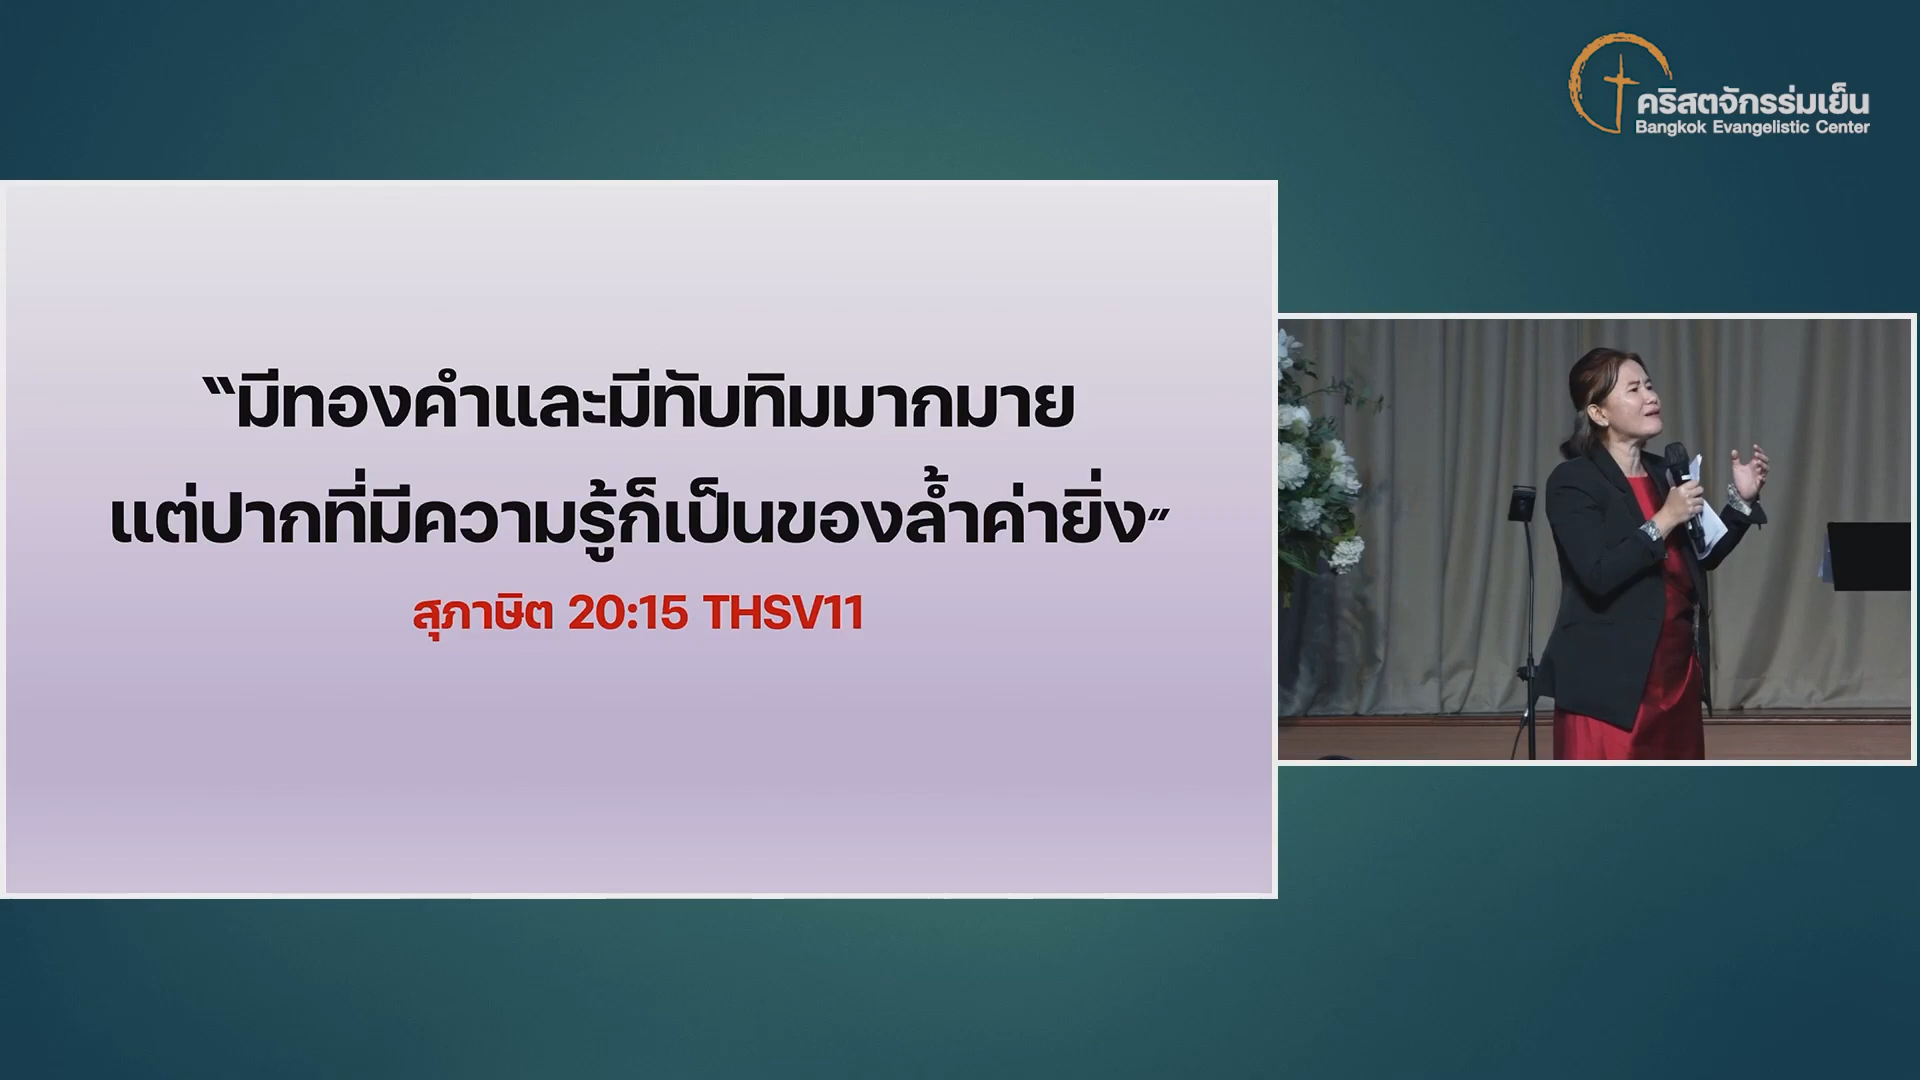 คริสตจักรร่มเย็น
Bangkok Evangelistic Center
“มีทองคำและมีทับทิมมากมาย
แต่ปากที่มีความรู้ก็เป็นของล้ำค่ายิ่ง”
สุภาษิต 20:15 THSV11